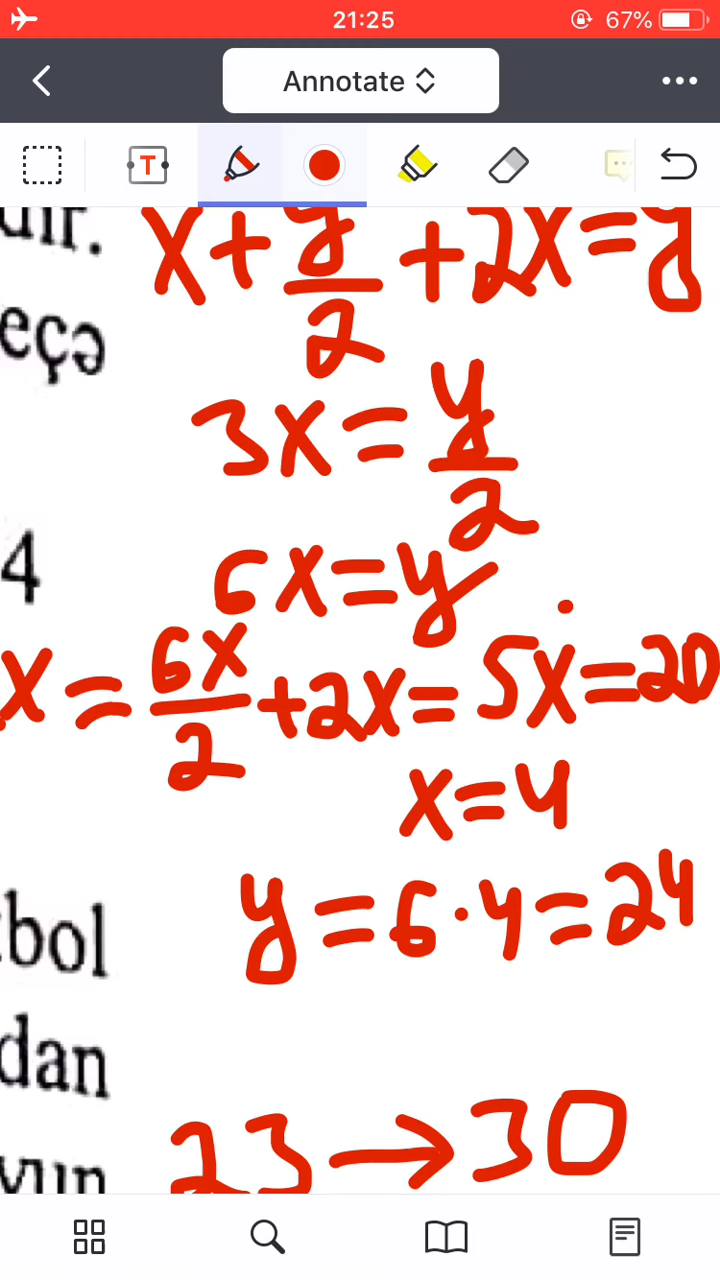 21:25
67%
Annotate
T
x+y/2+2x=y
eçə
3x=y/2
4
6x=y
x=6x/2+2x=5x=20
x=4
bol
y=6·4=24
dan
23→30